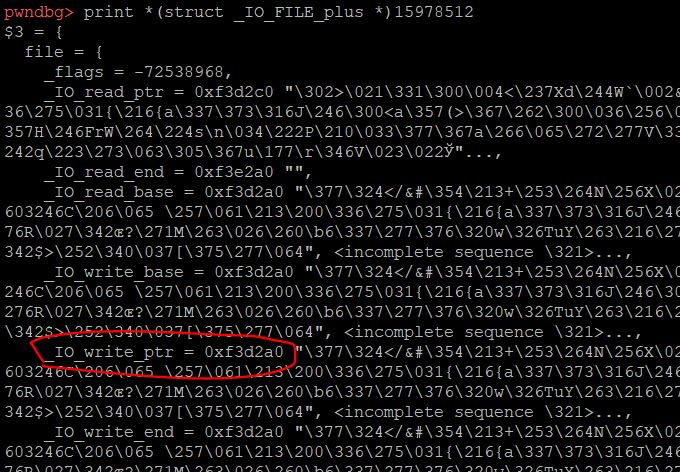 pwndbg> print *(struct _IO_FILE_plus *)15978512
$3 = {
  file = {
    _flags = -72538968,
    _IO_read_ptr = 0xf3d2c0 "\302>\021\331\300\004<\237Xd\244W`\002&
36\275\031{\216{a\337\373\316J\246\300<a\357(>\367\262\300\036\256\0
357H\246FrW\264\224s\n\034\222P\210\033\377\367a\266\065\272\277V\33
242q\223\273\063\305\367u\177\r\346V\023\022Ў"...,
    _IO_read_end = 0xf3e2a0 "",
    _IO_read_base = 0xf3d2a0 "\377\324</&#\354\213+\253\264N\256X\02
603246C\206\065 \257\061\213\200\336\275\031{\216{a\337\373\316J\246
76R\027\342ɞ?\271M\263\026\260\b6\337\377\376\320w\326TuY\263\216\27
342$>\252\340\037[\375\277\064", <incomplete sequence \321>...,
    _IO_write_base = 0xf3d2a0 "\377\324</&#\354\213+\253\264N\256X\0
246C\206\065 \257\061\213\200\336\275\031{\216{a\337\373\316J\246\30
276R\027\342ɞ?\271M\263\026\260\b6\337\377\376\320w\326TuY\263\216\2
\342$>\252\340\037[\375\277\064", <incomplete sequence \321>...,
    _IO_write_ptr = 0xf3d2a0 "\377\324</&#\354\213+\253\264N\256X\02
603246C\206\065 \257\061\213\200\336\275\031{\216{a\337\373\316J\246
76R\027\342ɞ?\271M\263\026\260\b6\337\377\376\320w\326TuY\263\216\27
342$>\252\340\037[\375\277\064", <incomplete sequence \321>...,
    _IO_write_end = 0xf3d2a0 "\377\324</&#\354\213+\253\264N\256X\02
603246C\206\065 \257\061\213\200\336\275\031{\216{a\337\373\316J\246